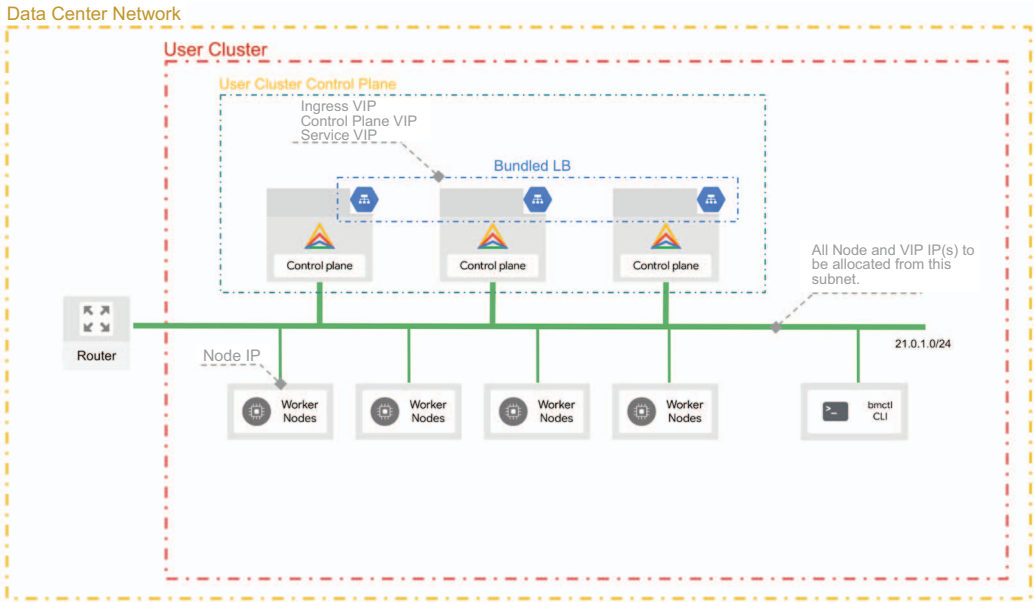 Data Center Network
User Cluster
User Cluster Control Plane
Ingress VIP
Control Plane VIP
Service VIP
Bundled LB
Control plane
Control plane
Control plane
All Node and VIP IP(s) to
be allocated from this
subnet.
Router
21.0.1.0/24
Node IP
Worker
Nodes
Worker
Nodes
Worker
Nodes
Worker
Nodes
>_
bmctl
CLI